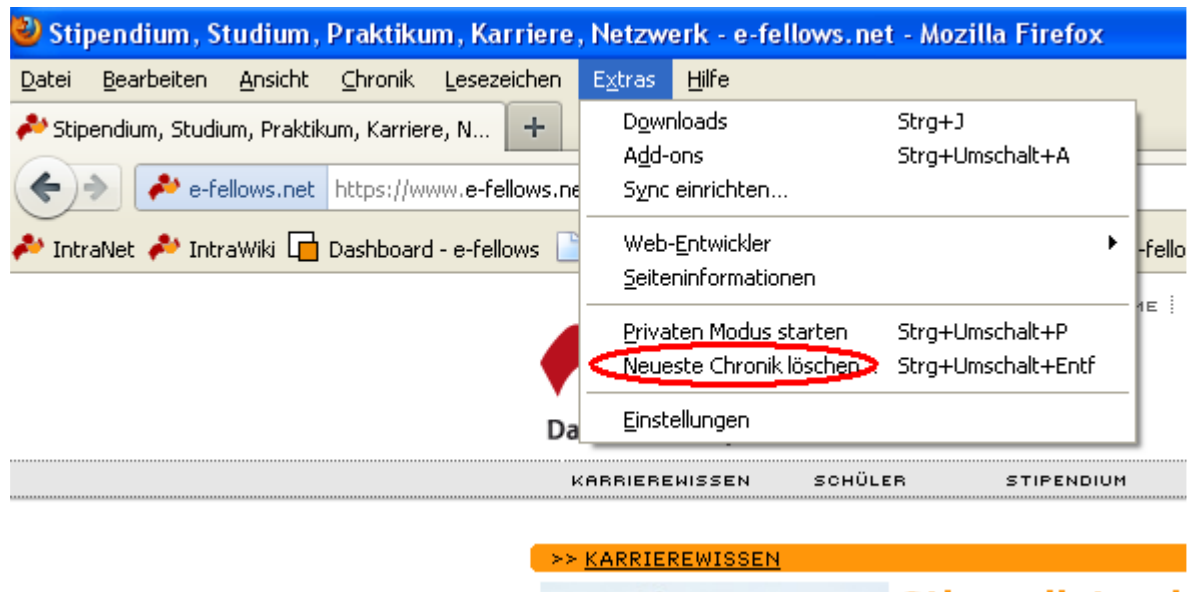 Stipendium, Studium, Praktikum, Karriere, Netzwerk - e-fellows.net - Mozilla Firefox
Datei Bearbeiten Ansicht Chronik Lesezeichen Extras Hilfe
Stipendium, Studium, Praktikum, Karriere, N... +
Downloads Strg+J
Add-ons Strg+Umschalt+A
Sync einrichten...
e-fellows.net https://www.e-fellows.ne
IntraNet IntraWiki Dashboard - e-fellows
Web-Entwickler
Seiteninformationen
Privaten Modus starten Strg+Umschalt+P
Neueste Chronik löschen... Strg+Umschalt+Entf
Einstellungen
Da
KARRIEREWISSEN SCHÜLER STIPENDIUM
>> KARRIEREWISSEN